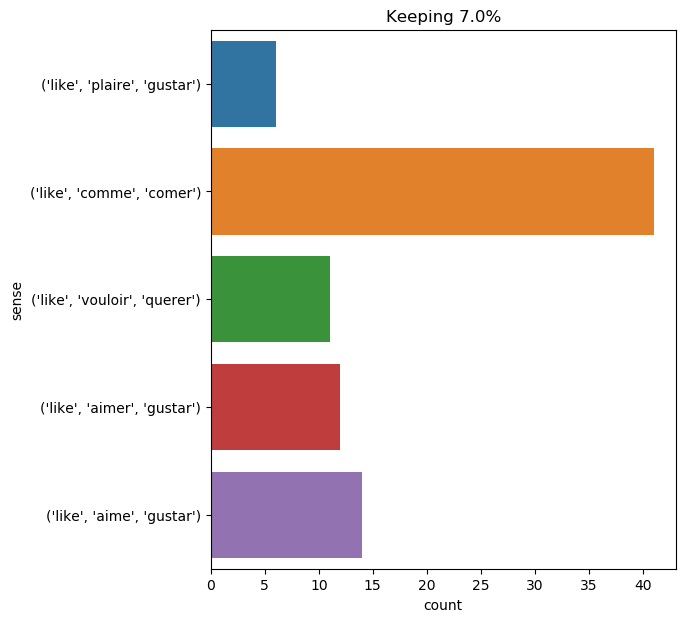 Keeping 7.0%
('like', 'plaire', 'gustar')
('like', 'comme', 'comer')
('like', 'vouloir', 'querer')
('like', 'aimer', 'gustar')
('like', 'aime', 'gustar')
sense
0 5 10 15 20 25 30 35 40
count